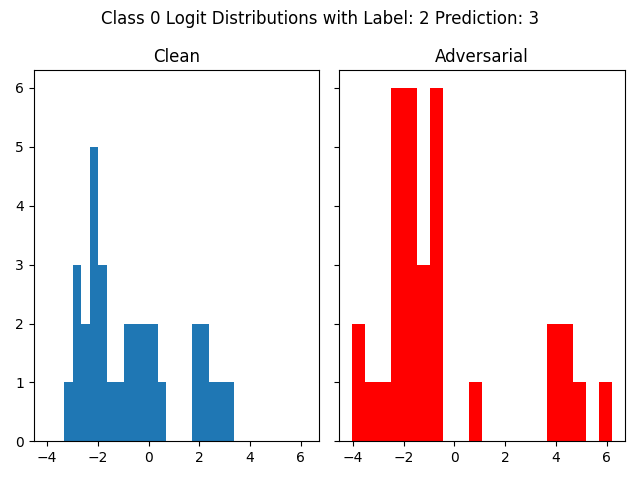 Class 0 Logit Distributions with Label: 2 Prediction: 3
Clean
Adversarial
6
5
4
3
2
1
0
−4 −2 0 2 4 6
−4 −2 0 2 4 6